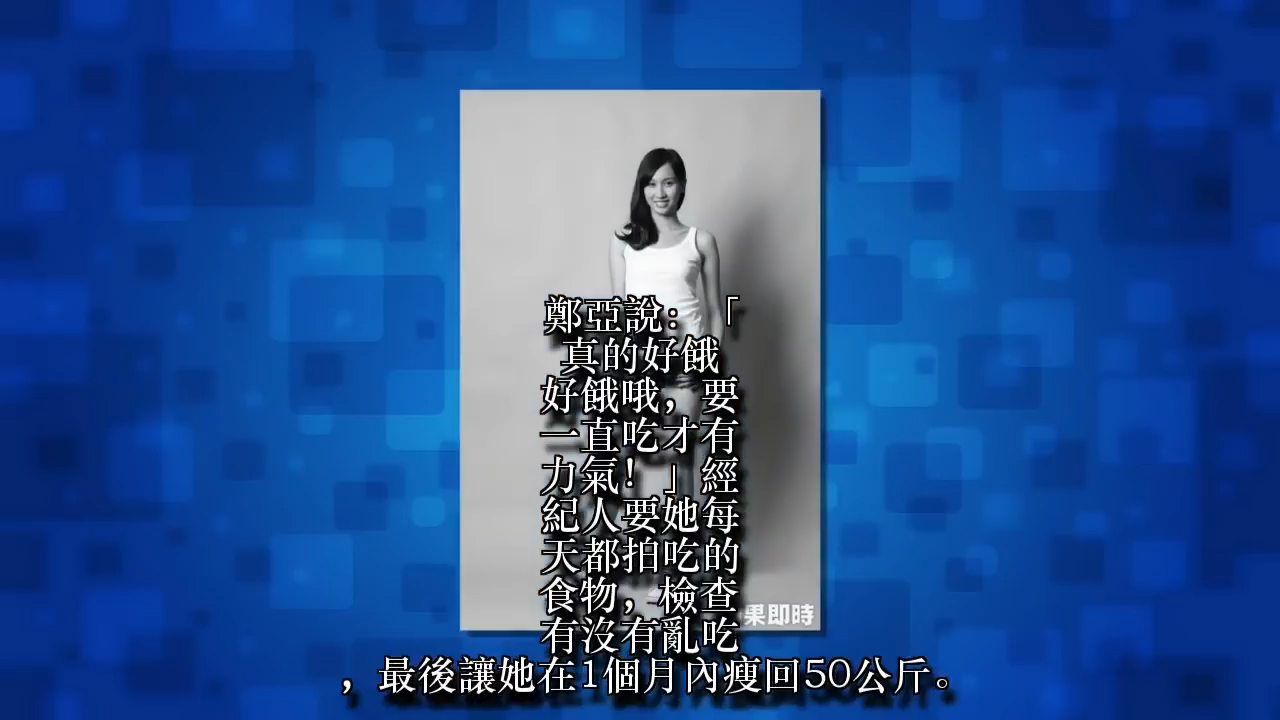 鄭亞說：「
真的好餓
好餓哦，要
一直吃才有
力氣！」經
紀人要她每
天都拍吃的
食物，檢查
有沒有亂吃
，最後讓她在1個月內瘦回50公斤。
果即時